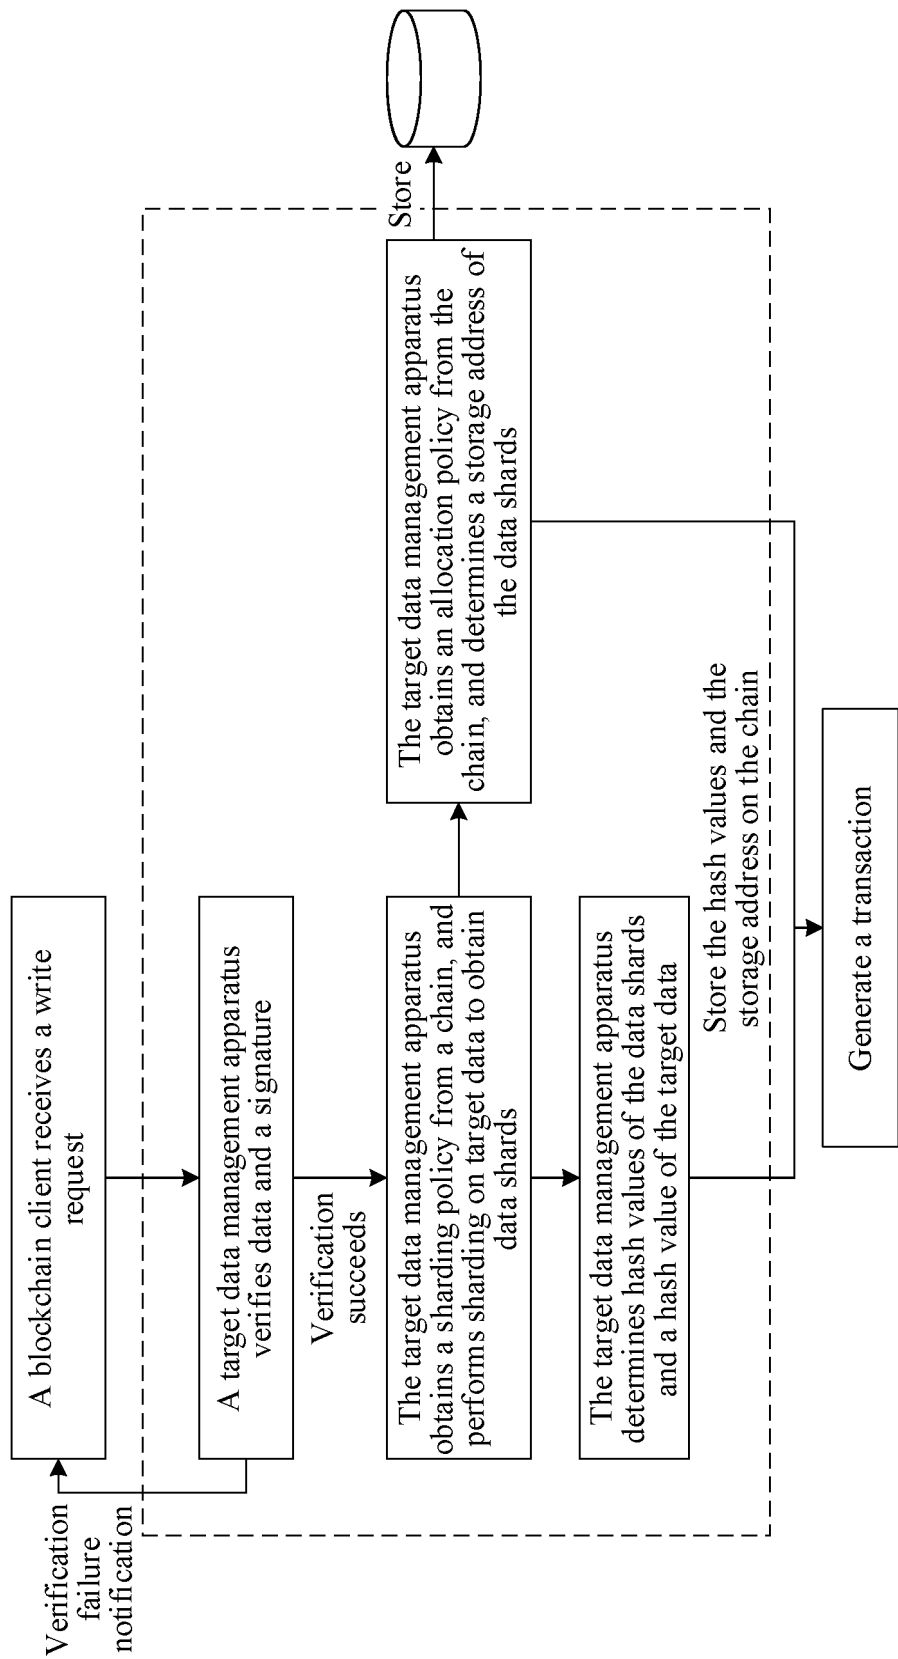 A blockchain client receives a write
request
Verification
failure
notification
A target data management apparatus
verifies data and a signature
Verification
succeeds
The target data management apparatus
obtains a sharding policy from a chain, and
performs sharding on target data to obtain
data shards
The target data management apparatus
obtains an allocation policy from the
chain, and determines a storage address of
the data shards
Store
The target data management apparatus
determines hash values of the data shards
and a hash value of the target data
Store the hash values and the
storage address on the chain
Generate a transaction